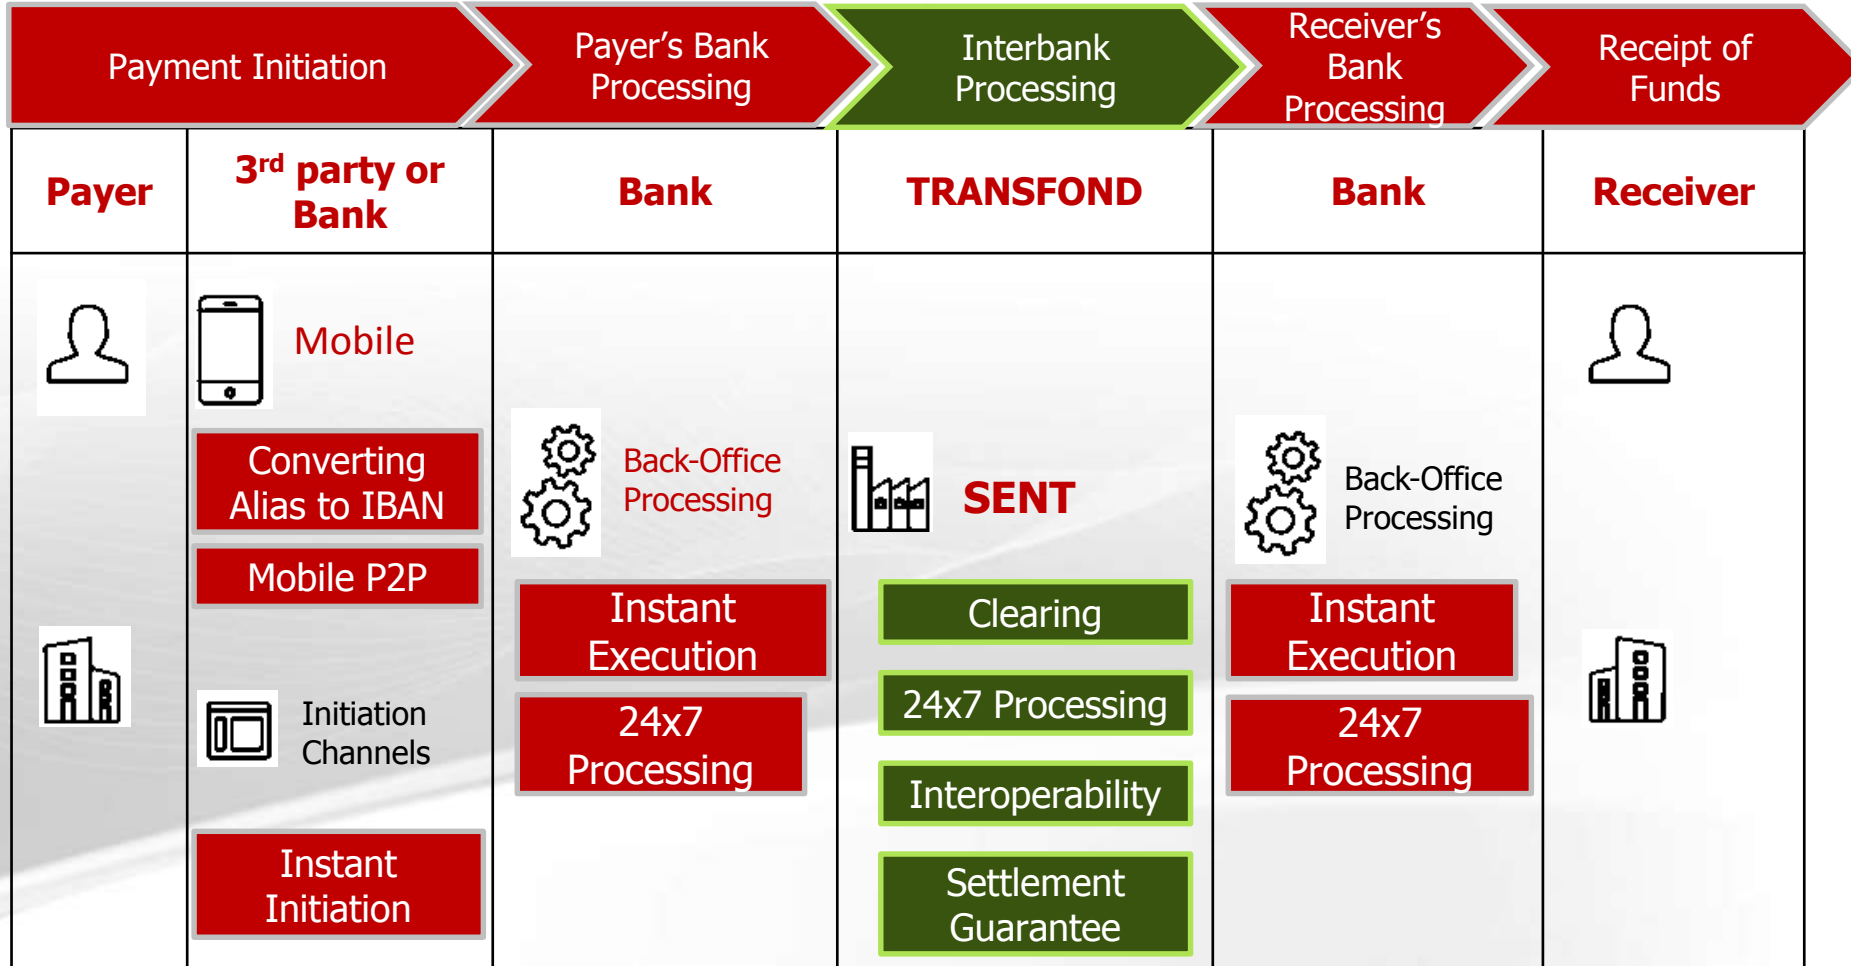 Payment Initiation
Payer's Bank
Processing
Interbank
Processing
Receiver's
Bank
Processing
Receipt of
Funds
Payer
3rd party or
Bank
Bank
TRANSFOND
Bank
Receiver
Mobile
Converting
Alias to IBAN
Mobile P2P
Initiation
Channels
Instant
Initiation
Back-Office
Processing
Instant
Execution
24x7
Processing
SENT
Clearing
24x7 Processing
Interoperability
Settlement
Guarantee
Back-Office
Processing
Instant
Execution
24x7
Processing